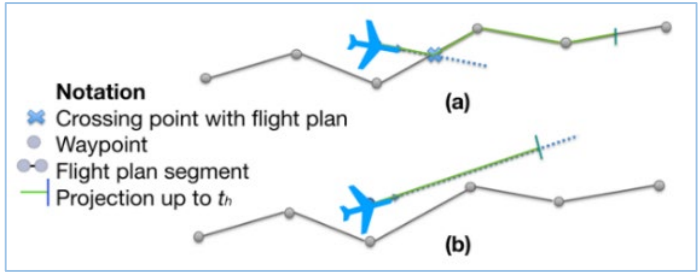 (a)
Notation
Crossing point with flight plan
Waypoint
Flight plan segment
Projection up to th
(b)